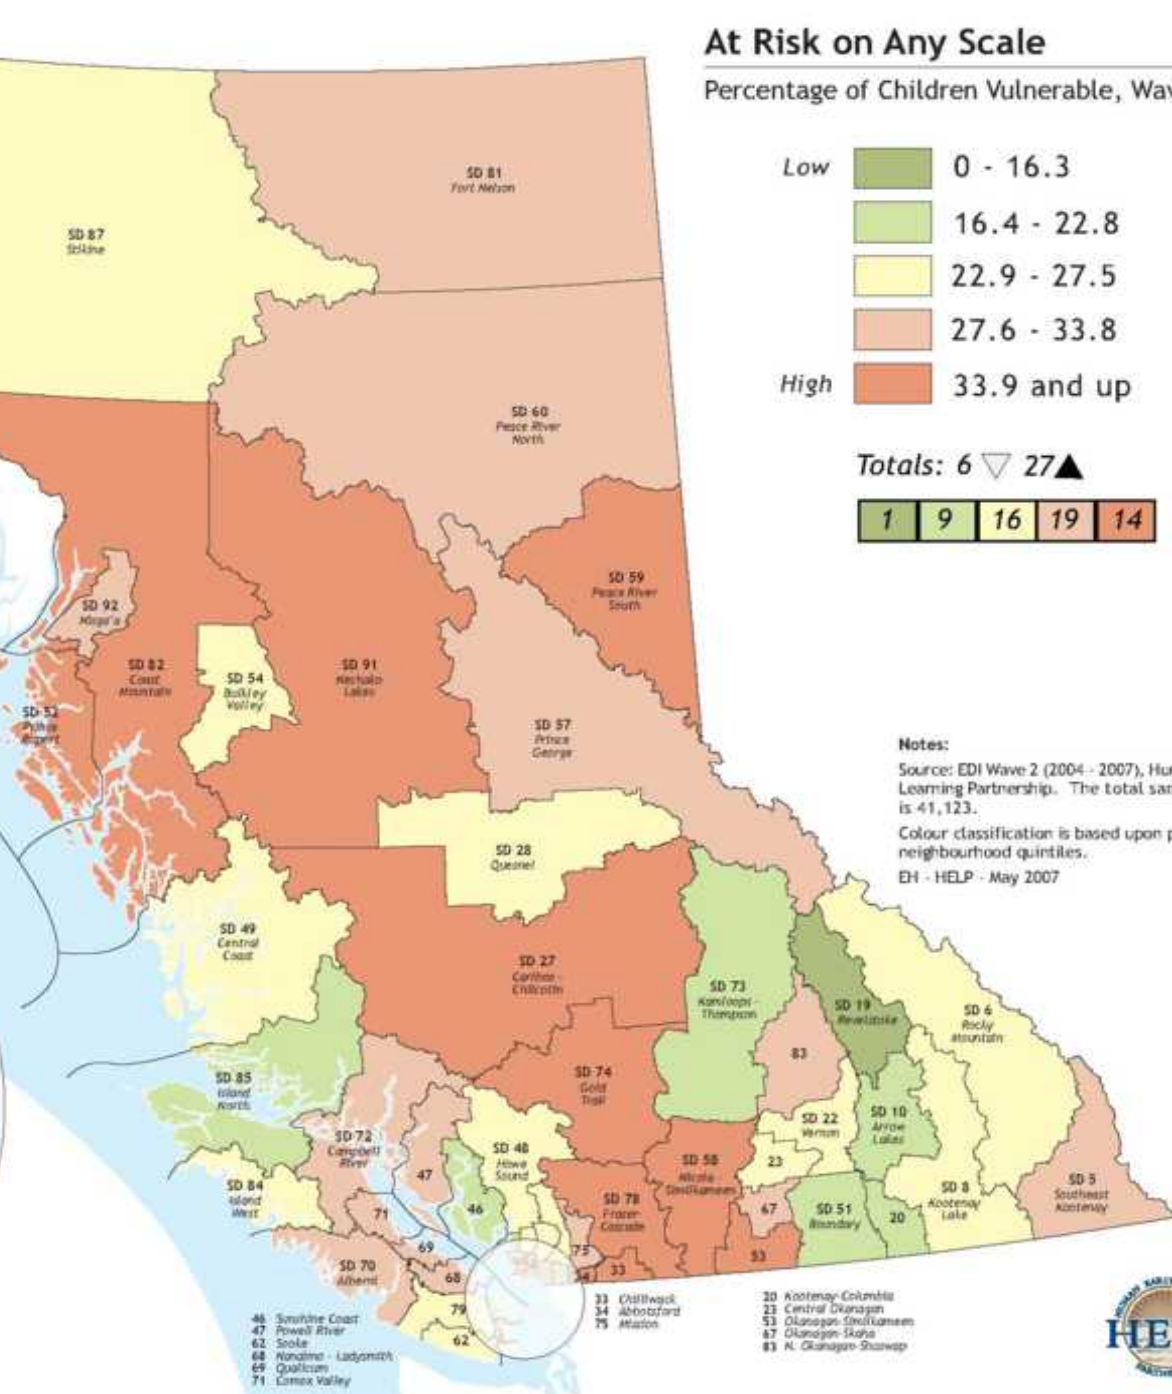 At Risk on Any Scale
Percentage of Children Vulnerable, Wav
Low 0 - 16.3
16.4 - 22.8
22.9 - 27.5
27.6 - 33.8
High 33.9 and up
Totals: 6 ▽ 27▲
1 9 16 19 14
SD 81
Fort Nelson
SD 87
Stikine
SD 60
Peace River
North
SD 59
Peace River
South
SD 92
Nisga'a
SD 82
Coast
Mountain
SD 54
Bulkley
Valley
SD 91
Nechako
Lakes
SD 52
Prince
Rupert
SD 57
Prince
George
Notes:
Source: EDI Wave 2 (2004 - 2007), Hu
Learning Partnership. The total sa
is 41,123.
Colour classification is based upon p
neighbourhood quintiles.
EH - HELP - May 2007
SD 28
Quesnel
SD 49
Central
Coast
SD 27
Cariboo -
Chilcotin
SD 73
Kamloops -
Thompson
SD 19
Revelstoke
SD 6
Rocky
Mountain
83
SD 74
Gold
Trail
SD 85
Island
North
SD 72
Campbell
River
SD 48
Howe
Sound
SD 22
Vernon
SD 10
Arrow
Lakes
SD 58
Nicola -
Similkameen
23
47
46
SD 84
Island
West
SD 78
Fraser
Cascade
67
SD 51
Boundary
20
SD 8
Kootenay
Lake
SD 5
Southeast
Kootenay
71
69
75
34
33
53
SD 70
Alberni
68
79
62
46 Sunshine Coast
47 Powell River
62 Sooke
68 Nanaimo - Ladysmith
69 Qualicum
71 Comox Valley
33 Chilliwack
34 Abbotsford
75 Mission
20 Kootenay-Columbia
23 Central Okanagan
53 Okanagan-Similkameen
67 Okanagan-Skaha
83 N. Okanagan-Shuswap
HE